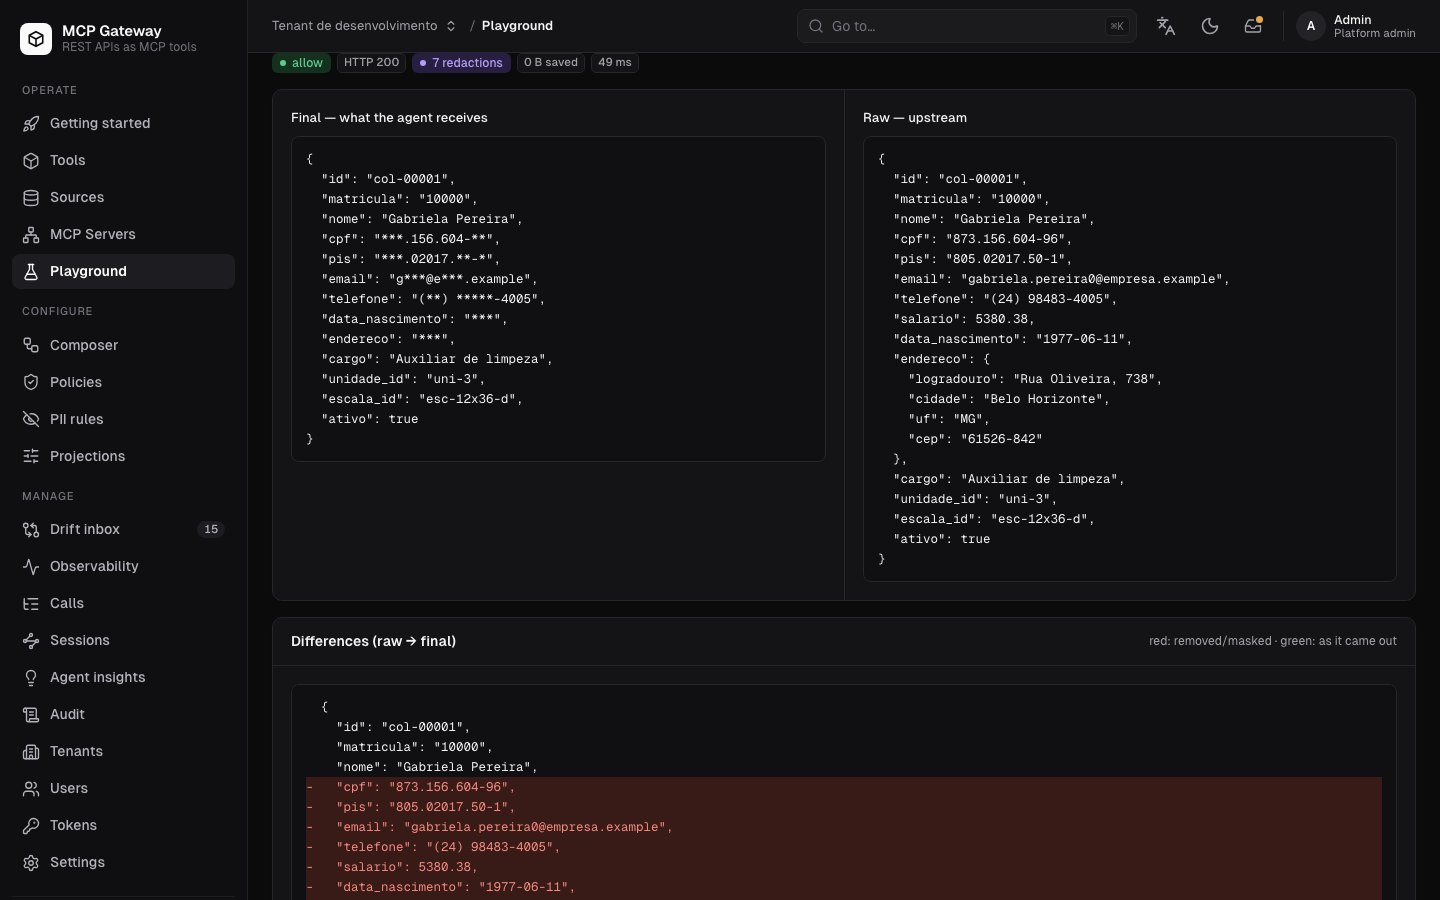 MCP Gateway
REST APIs as MCP tools
OPERATE
Getting started
Tools
Sources
MCP Servers
Playground
CONFIGURE
Composer
Policies
PII rules
Projections
MANAGE
Drift inbox 15
Observability
Calls
Sessions
Agent insights
Audit
Tenants
Users
Tokens
Settings
Tenant de desenvolvimento / Playground
Go to... ⌘K
A
Admin
Platform admin
allow HTTP 200 7 redactions 0 B saved 49 ms
Final — what the agent receives
{
"id": "col-00001",
"matricula": "10000",
"nome": "Gabriela Pereira",
"cpf": "***.156.604-**",
"pis": "***.02017.**-*",
"email": "g***@e***.example",
"telefone": "(**) *****-4005",
"data_nascimento": "***",
"endereco": "***",
"cargo": "Auxiliar de limpeza",
"unidade_id": "uni-3",
"escala_id": "esc-12x36-d",
"ativo": true
}
Raw — upstream
{
"id": "col-00001",
"matricula": "10000",
"nome": "Gabriela Pereira",
"cpf": "873.156.604-96",
"pis": "805.02017.50-1",
"email": "gabriela.pereira0@empresa.example",
"telefone": "(24) 98483-4005",
"salario": 5380.38,
"data_nascimento": "1977-06-11",
"endereco": {
"logradouro": "Rua Oliveira, 738",
"cidade": "Belo Horizonte",
"uf": "MG",
"cep": "61526-842"
},
"cargo": "Auxiliar de limpeza",
"unidade_id": "uni-3",
"escala_id": "esc-12x36-d",
"ativo": true
}
Differences (raw → final)
red: removed/masked · green: as it came out
{
"id": "col-00001",
"matricula": "10000",
"nome": "Gabriela Pereira",
- "cpf": "873.156.604-96",
- "pis": "805.02017.50-1",
- "email": "gabriela.pereira0@empresa.example",
- "telefone": "(24) 98483-4005",
- "salario": 5380.38,
- "data_nascimento": "1977-06-11",